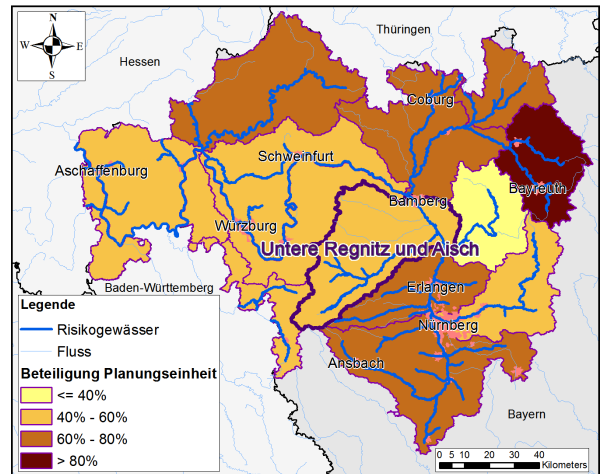 N
W E
S
Thüringen
Hessen
Coburg
Schweinfurt
Aschaffenburg
Bayreuth
Bamberg
Würzburg
Untere Regnitz und Aisch
Baden-Württemberg
Erlangen
Nürnberg
Ansbach
Bayern
Legende
Risikogewässer
Fluss
Beteiligung Planungseinheit
<= 40%
40% - 60%
60% - 80%
> 80%
0 5 10 20 30 40
Kilometers